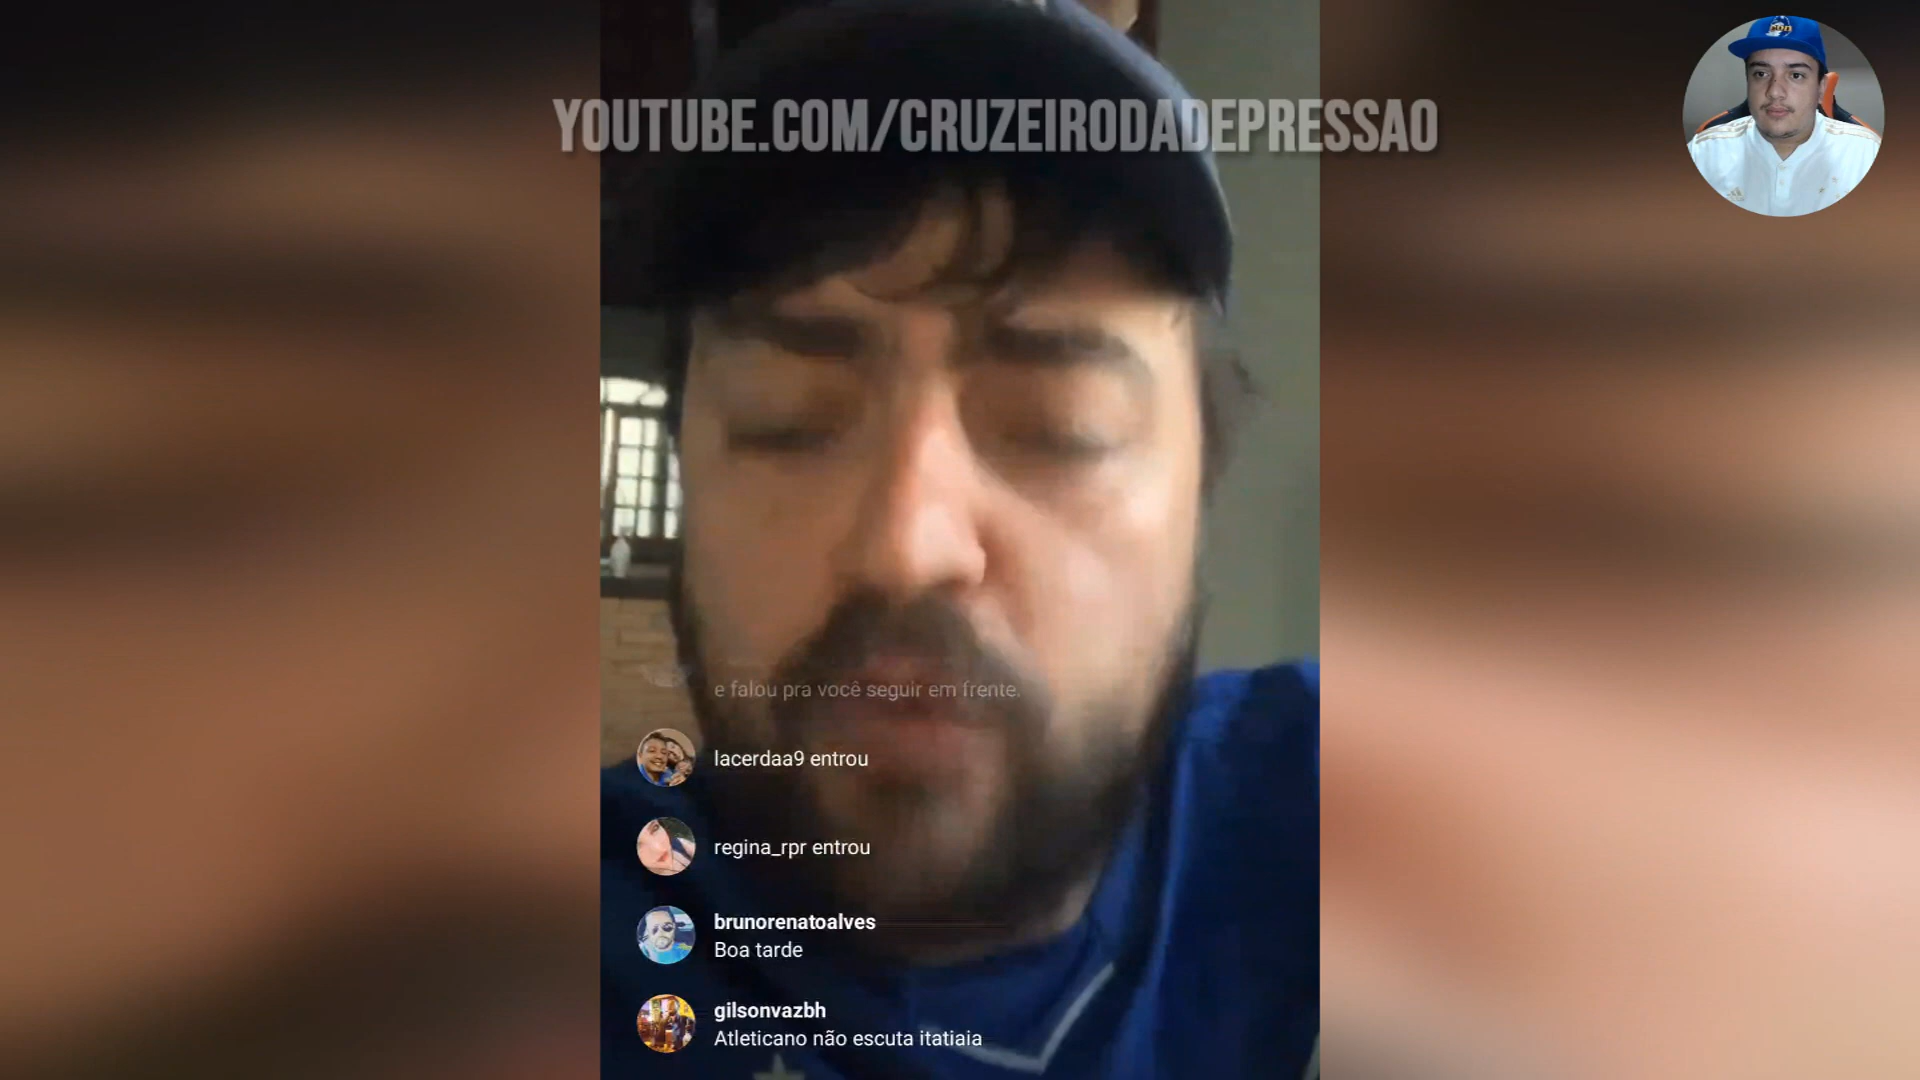 YOUTUBE.COM/CRUZEIRODADEPRESSAO
e falou pra você seguir em frente.
lacerdaa9 entrou
regina_rpr entrou
brunorenatoalves
Boa tarde
gilsonvazbh
Atleticano não escuta itatiaia